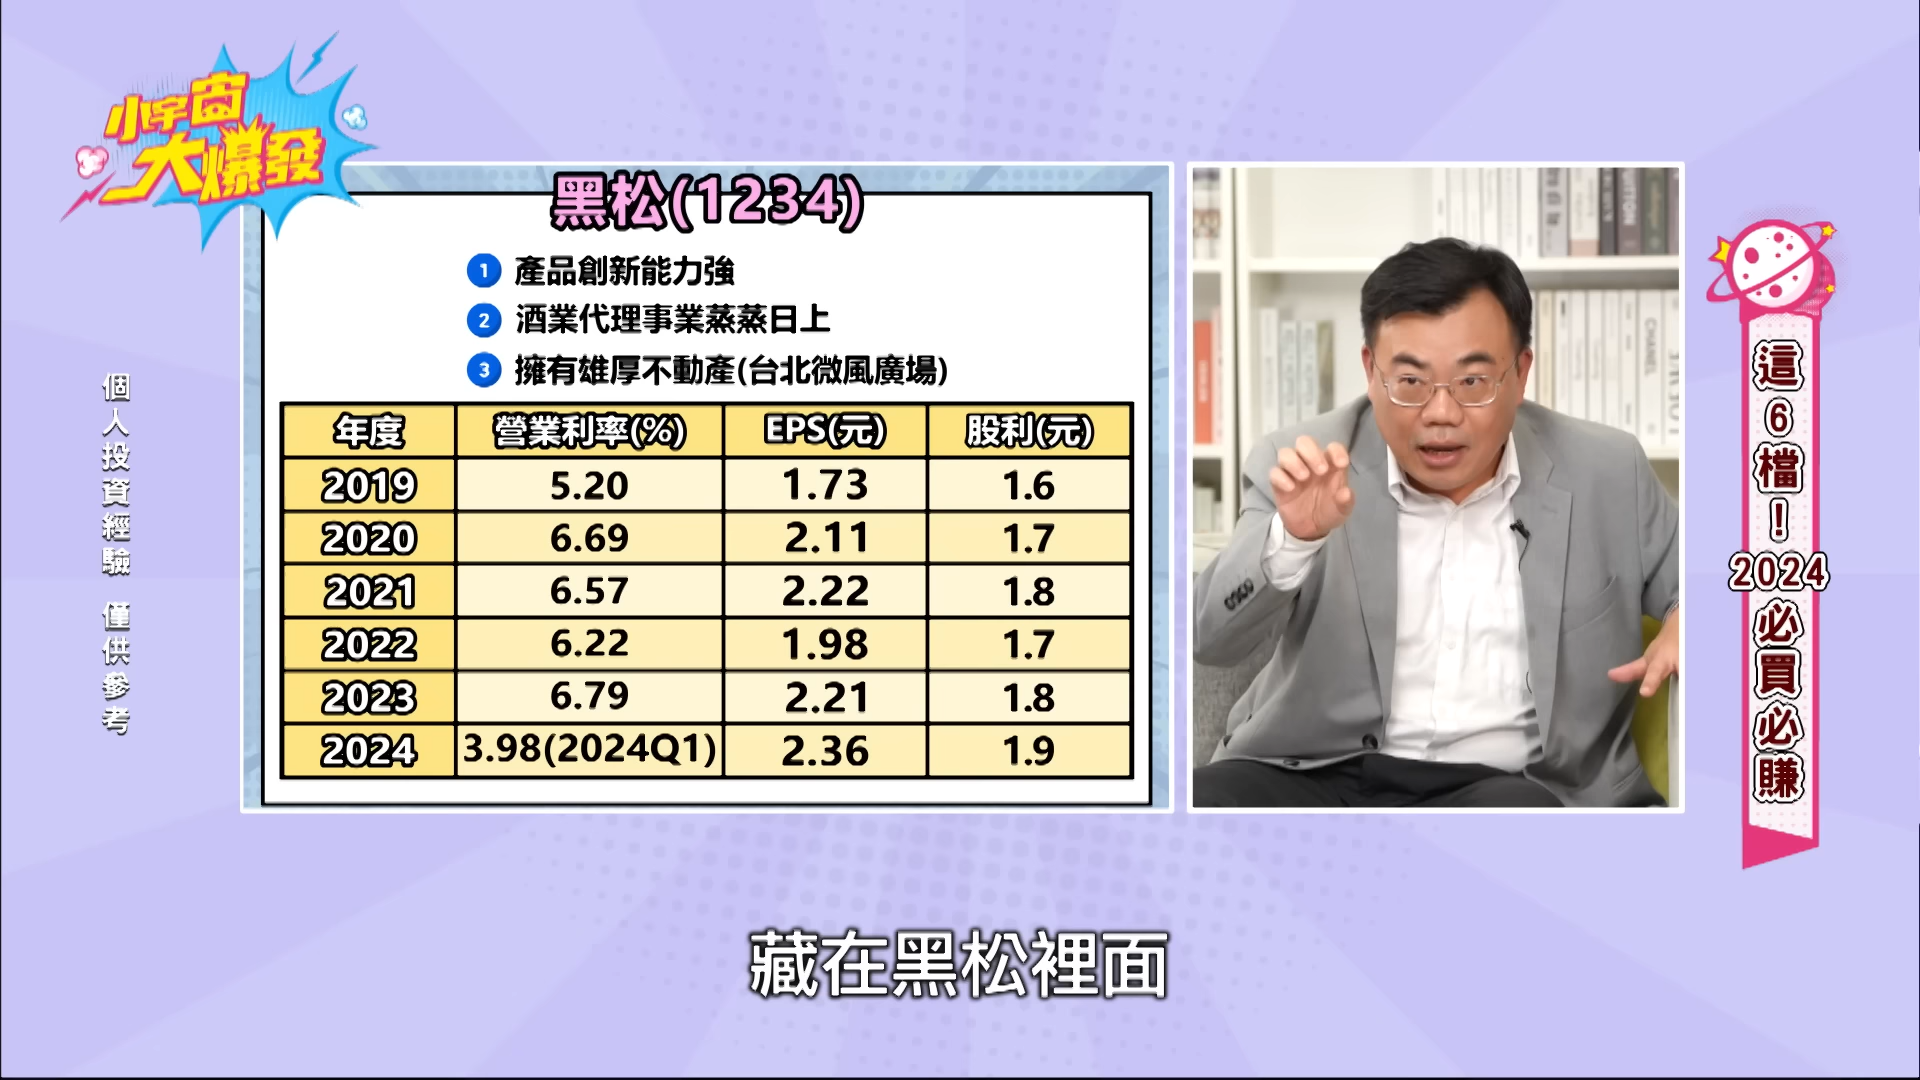 小宇宙
大爆發
黑松(1234)
1 產品創新能力強
2 酒業代理事業蒸蒸日上
3 擁有雄厚不動產(台北微風廣場)
年度 營業利率(%) EPS(元) 股利(元)
2019 5.20 1.73 1.6
2020 6.69 2.11 1.7
2021 6.57 2.22 1.8
2022 6.22 1.98 1.7
2023 6.79 2.21 1.8
2024 3.98(2024Q1) 2.36 1.9
個人投資經驗 僅供參考
這6檔！2024必買必賺
藏在黑松裡面